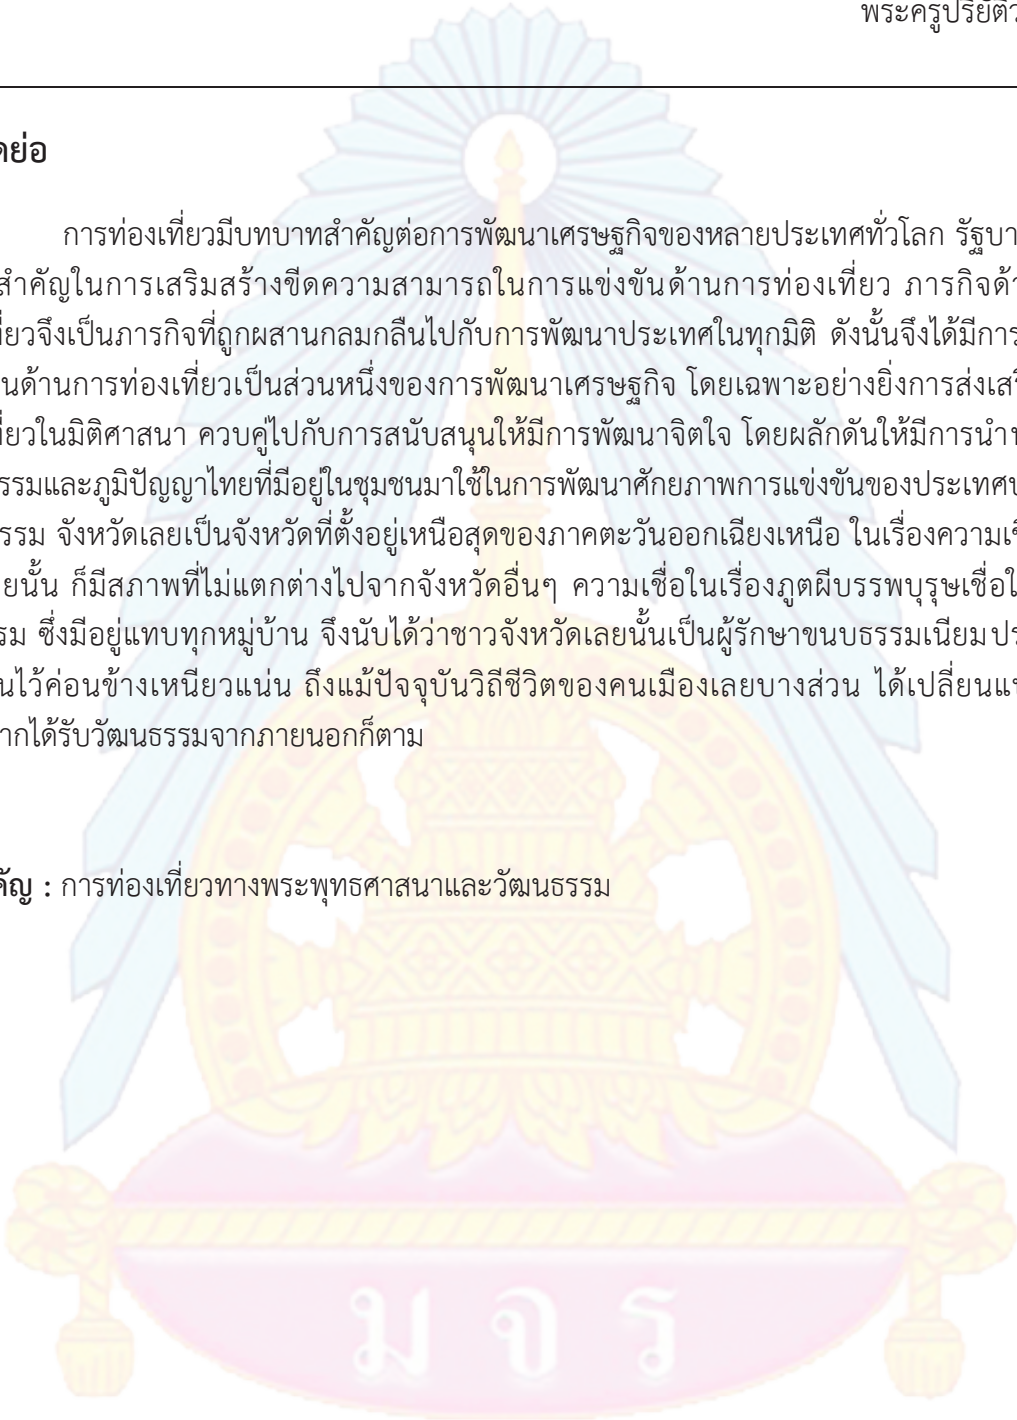 พระครูปริยัติว
ดย่อ
การท่องเที่ยวมีบทบาทสำคัญต่อการพัฒนาเศรษฐกิจของหลายประเทศทั่วโลก รัฐบา
สำคัญในการเสริมสร้างขีดความสามารถในการแข่งขันด้านการท่องเที่ยว ภารกิจด้า
ที่ยวจึงเป็นภารกิจที่ถูกผสานกลมกลืนไปกับการพัฒนาประเทศในทุกมิติ ดังนั้นจึงได้มีการ
นด้านการท่องเที่ยวเป็นส่วนหนึ่งของการพัฒนาเศรษฐกิจ โดยเฉพาะอย่างยิ่งการส่งเสริ
ที่ยวในมิติศาสนา ควบคู่ไปกับการสนับสนุนให้มีการพัฒนาจิตใจ โดยผลักดันให้มีการนำ
รรมและภูมิปัญญาไทยที่มีอยู่ในชุมชนมาใช้ในการพัฒนาศักยภาพการแข่งขันของประเทศ
รรม จังหวัดเลยเป็นจังหวัดที่ตั้งอยู่เหนือสุดของภาคตะวันออกเฉียงเหนือ ในเรื่องความเชื
ยนั้น ก็มีสภาพที่ไม่แตกต่างไปจากจังหวัดอื่นๆ ความเชื่อในเรื่องภูตผีบรรพบุรุษเชื่อใ
รม ซึ่งมีอยู่แทบทุกหมู่บ้าน จึงนับได้ว่าชาวจังหวัดเลยนั้นเป็นผู้รักษาขนบธรรมเนียมประ
นไว้ค่อนข้างเหนียวแน่น ถึงแม้ปัจจุบันวิถีชีวิตของคนเมืองเลยบางส่วน ได้เปลี่ยนแป
ากได้รับวัฒนธรรมจากภายนอกก็ตาม
คัญ : การท่องเที่ยวทางพระพุทธศาสนาและวัฒนธรรม
ม จ ร